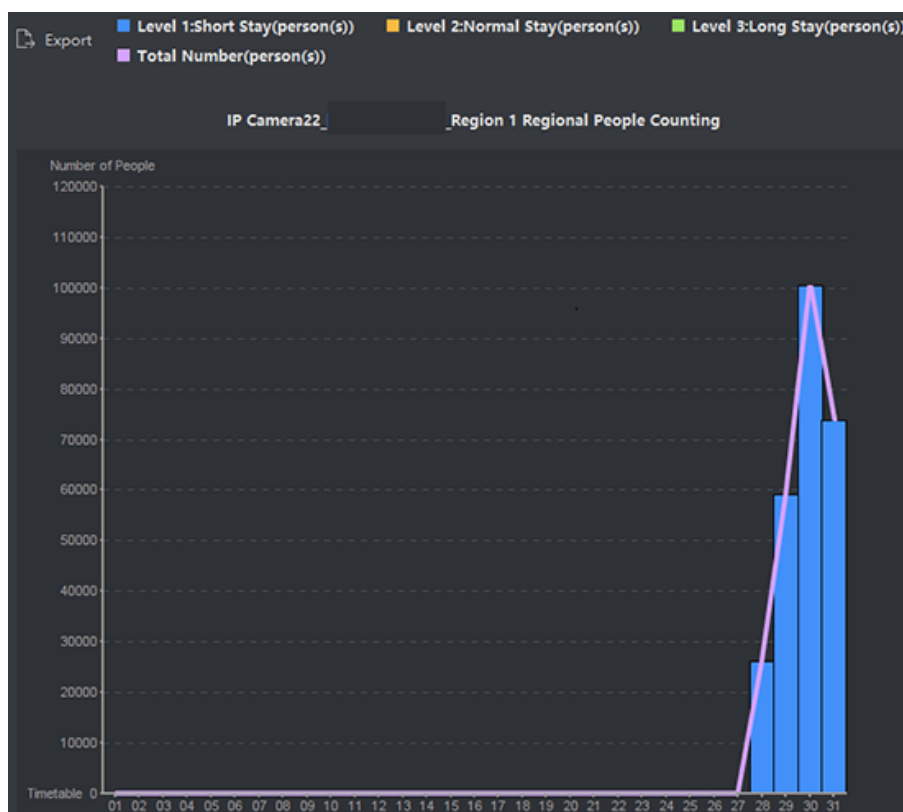 Export
Level 1:Short Stay(person(s)) Level 2:Normal Stay(person(s)) Level 3:Long Stay(person(s))
Total Number(person(s))
IP Camera22_ _Region 1 Regional People Counting
Number of People
120000
110000
100000
90000
80000
70000
60000
50000
40000
30000
20000
10000
Timetable 0
01 02 03 04 05 06 07 08 09 10 11 12 13 14 15 16 17 18 19 20 21 22 23 24 25 26 27 28 29 30 31